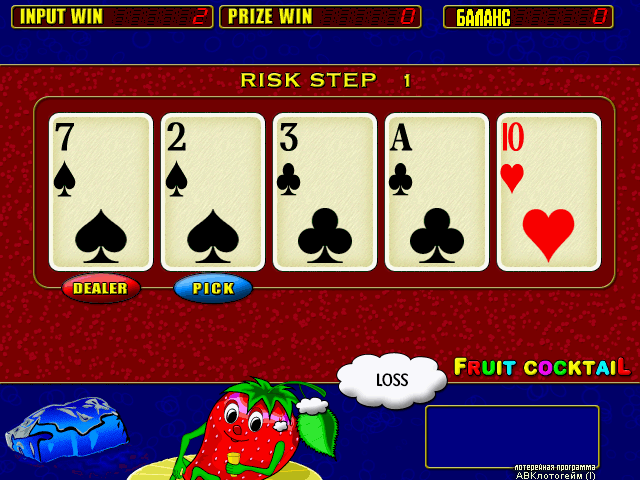 INPUT WIN 2 PRIZE WIN 0 БАЛАНС 0
RISK STEP 1
7 2 3 A 10
DEALER PICK
FRUIT COCKTAIL
LOSS
лотерейная программа
АВКлотогейм (I)